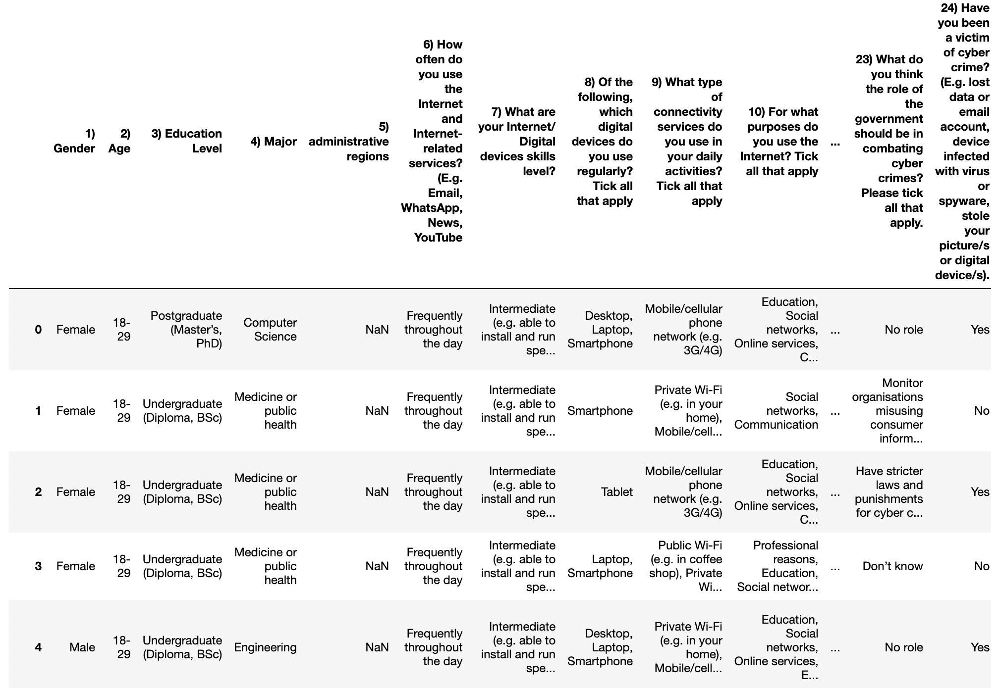 1)
Gender
2)
Age
3) Education
Level
4) Major
5)
administrative
regions
6) How
often do
you use
the
Internet
and
Internet-
related
services?
(E.g.
Email,
WhatsApp,
News,
YouTube
7) What are
your Internet/
Digital
devices skills
level?
8) Of the
following,
which
digital
devices do
you use
regularly?
Tick all
that apply
9) What type
of
connectivity
services do
you use in
your daily
activities?
Tick all that
apply
10) For what
purposes do
you use the
Internet? Tick
all that apply
...
23) What do
you think
the role of
the
government
should be in
combating
cyber
crimes?
Please tick
all that
apply.
24) Have
you been
a victim
of cyber
crime?
(E.g. lost
data or
email
account,
device
infected
with virus
or
spyware,
stole
your
picture/s
or digital
device/s).
0
Female
18-
29
Postgraduate
(Master’s,
PhD)
Computer
Science
NaN
Frequently
throughout
the day
Intermediate
(e.g. able to
install and run
spe...
Desktop,
Laptop,
Smartphone
Mobile/cellular
phone
network (e.g.
3G/4G)
Education,
Social
networks,
Online services,
C...
...
No role
Yes
1
Female
18-
29
Undergraduate
(Diploma, BSc)
Medicine or
public
health
NaN
Frequently
throughout
the day
Intermediate
(e.g. able to
install and run
spe...
Smartphone
Private Wi-Fi
(e.g. in your
home),
Mobile/cell...
Social
networks,
Communication
...
Monitor
organisations
misusing
consumer
inform...
No
2
Female
18-
29
Undergraduate
(Diploma, BSc)
Medicine or
public
health
NaN
Frequently
throughout
the day
Intermediate
(e.g. able to
install and run
spe...
Tablet
Mobile/cellular
phone
network (e.g.
3G/4G)
Education,
Social
networks,
Online services,
C...
...
Have stricter
laws and
punishments
for cyber c...
Yes
3
Female
18-
29
Undergraduate
(Diploma, BSc)
Medicine or
public
health
NaN
Frequently
throughout
the day
Intermediate
(e.g. able to
install and run
spe...
Laptop,
Smartphone
Public Wi-Fi
(e.g. in coffee
shop), Private
Wi...
Professional
reasons,
Education,
Social networ...
...
Don’t know
No
4
Male
18-
29
Undergraduate
(Diploma, BSc)
Engineering
NaN
Frequently
throughout
the day
Intermediate
(e.g. able to
install and run
spe...
Desktop,
Laptop,
Smartphone
Private Wi-Fi
(e.g. in your
home),
Mobile/cell...
Education,
Social
networks,
Online services,
E...
...
No role
Yes